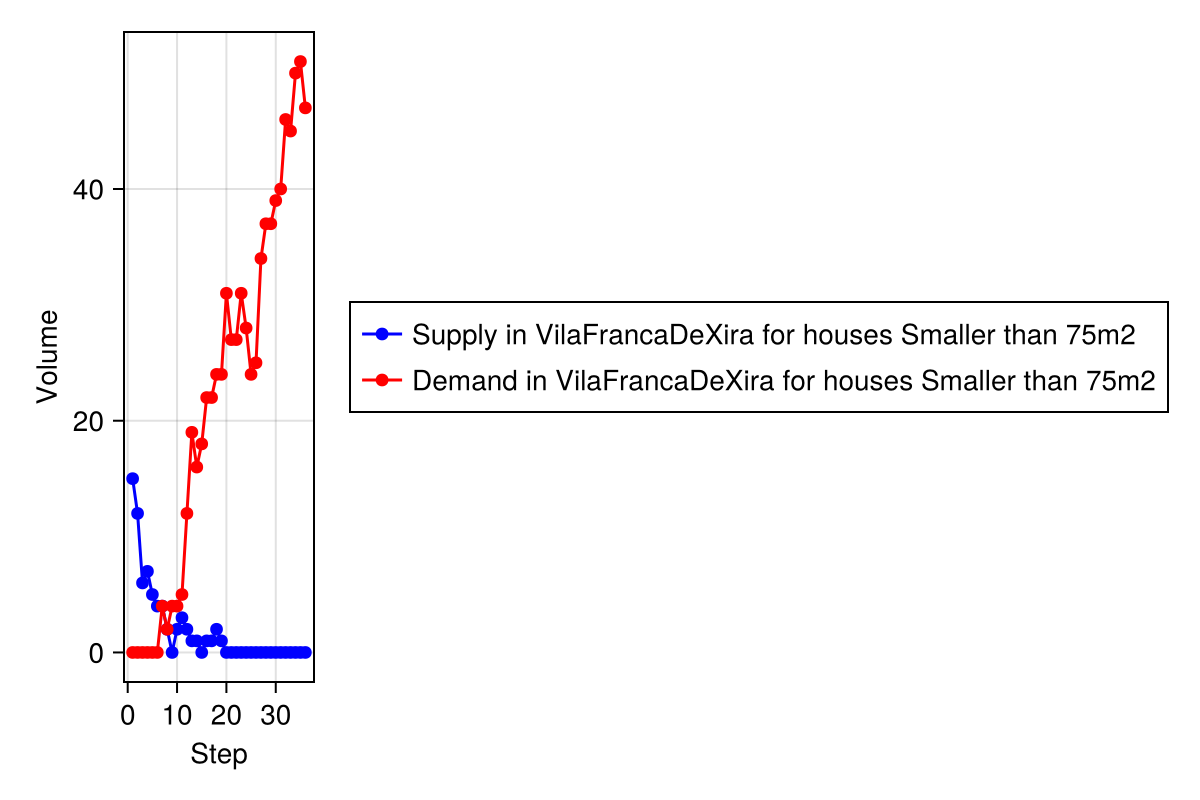 Volume
40
20
0
0 10 20 30
Step
Supply in VilaFrancaDeXira for houses Smaller than 75m2
Demand in VilaFrancaDeXira for houses Smaller than 75m2